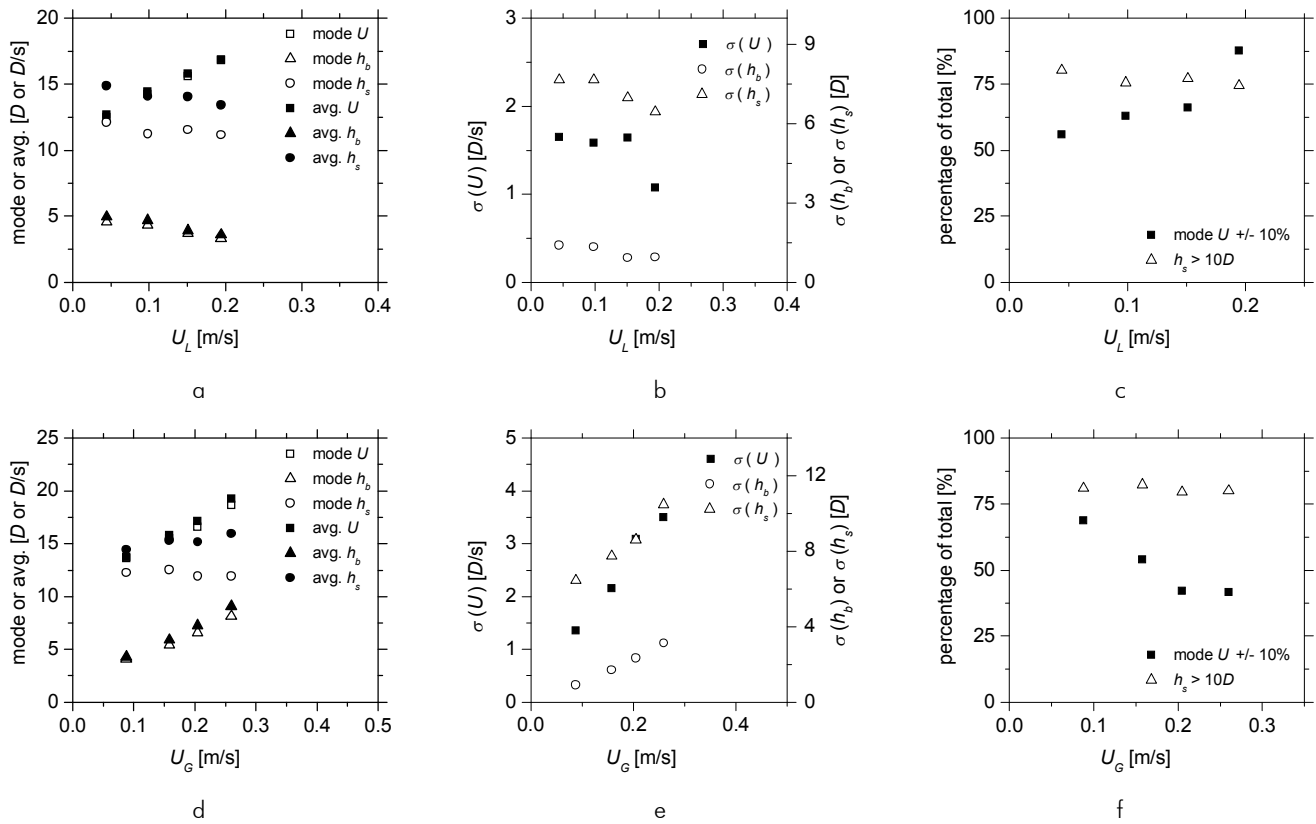 mode or avg. [D or D/s]
20
15
10
5
0
0.0 0.1 0.2 0.3 0.4
U_L [m/s]
mode U
mode h_b
mode h_s
avg. U
avg. h_b
avg. h_s
a
σ(U) [D/s]
3
2
1
0
0.0 0.1 0.2 0.3 0.4
U_L [m/s]
σ(U)
σ(h_b)
σ(h_s)
9
6
3
0
σ(h_b) or σ(h_s) [D]
b
percentage of total [%]
100
75
50
25
0
0.0 0.1 0.2
U_L [m/s]
mode U +/- 10%
h_s > 10D
c
mode or avg. [D or D/s]
25
20
15
10
5
0
0.0 0.1 0.2 0.3 0.4 0.5
U_G [m/s]
mode U
mode h_b
mode h_s
avg. U
avg. h_b
avg. h_s
d
σ(U) [D/s]
5
4
3
2
1
0
0.0 0.2 0.4
U_G [m/s]
σ(U)
σ(h_b)
σ(h_s)
12
8
4
0
σ(h_b) or σ(h_s) [D]
e
percentage of total [%]
100
75
50
25
0
0.0 0.1 0.2 0.3
U_G [m/s]
mode U +/- 10%
h_s > 10D
f